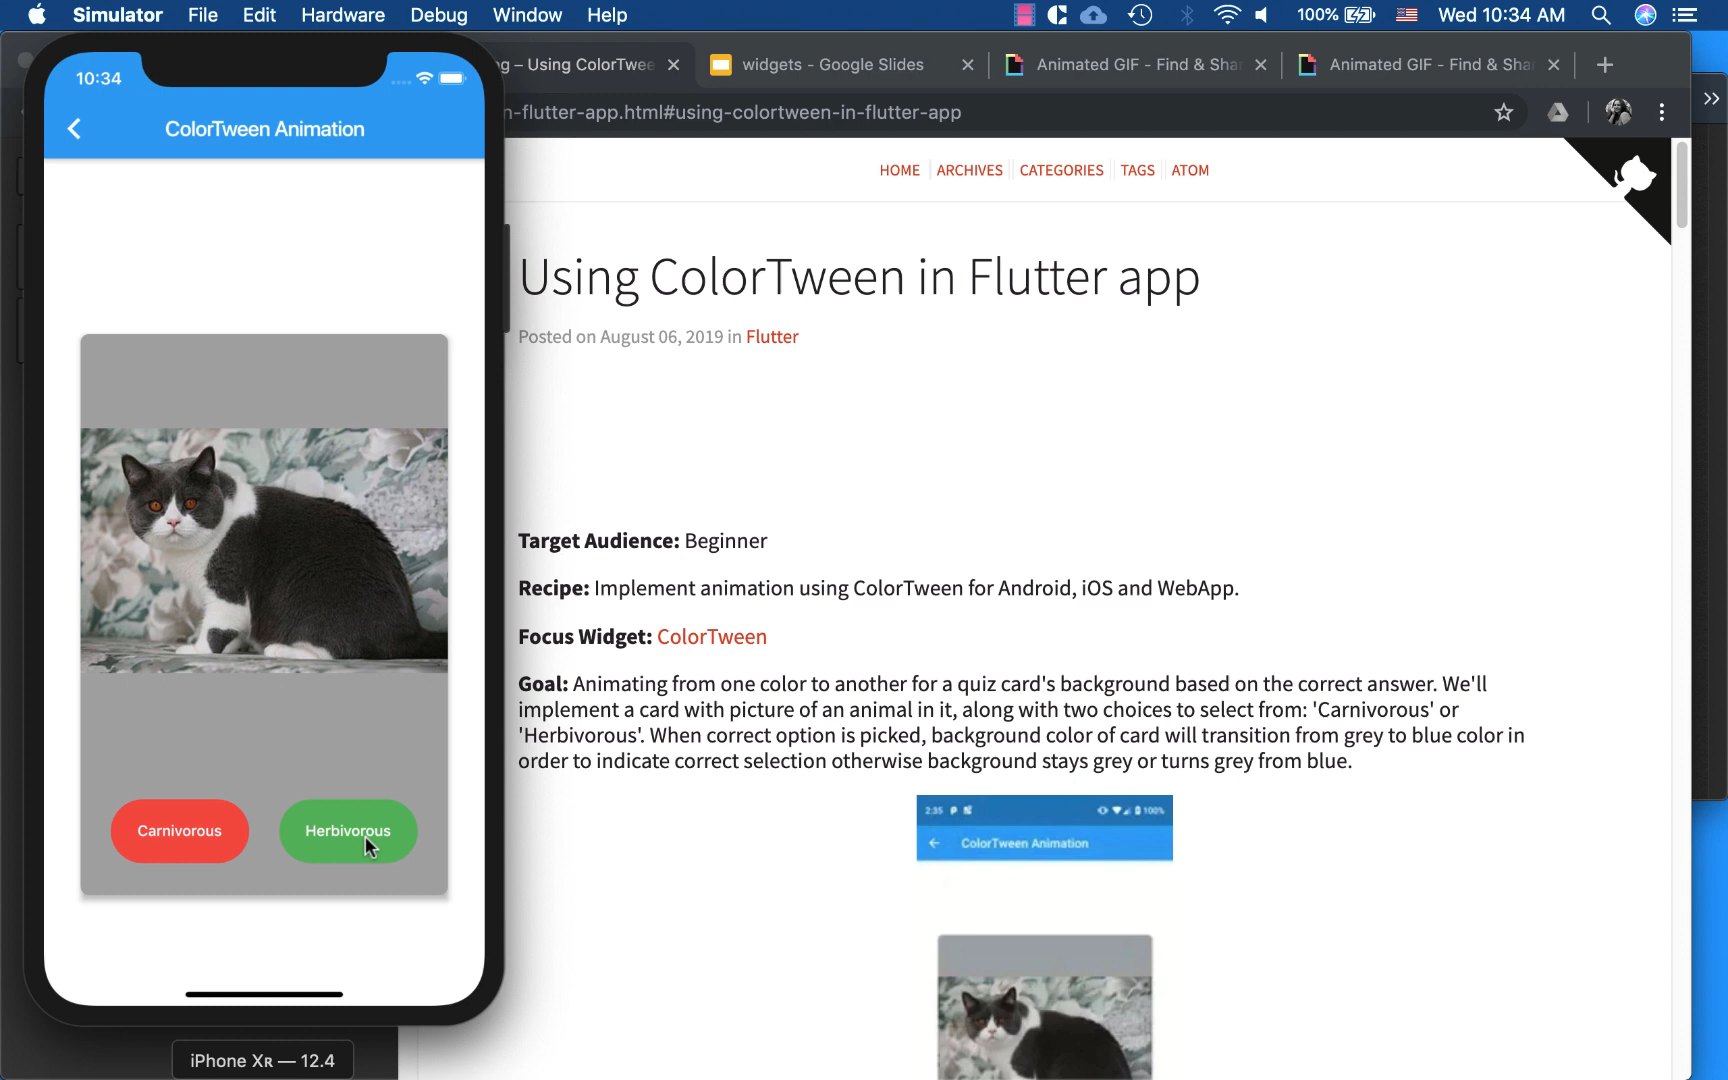 Simulator File Edit Hardware Debug Window Help 100% Wed 10:34 AM
10:34
ColorTween Animation
Carnivorous Herbivorous
iPhone XR — 12.4
g – Using ColorTwee widgets - Google Slides Animated GIF - Find & Sha Animated GIF - Find & Sha
n-flutter-app.html#using-colortween-in-flutter-app
HOME ARCHIVES CATEGORIES TAGS ATOM
Using ColorTween in Flutter app
Posted on August 06, 2019 in Flutter
Target Audience: Beginner
Recipe: Implement animation using ColorTween for Android, iOS and WebApp.
Focus Widget: ColorTween
Goal: Animating from one color to another for a quiz card's background based on the correct answer. We'll
implement a card with picture of an animal in it, along with two choices to select from: 'Carnivorous' or
'Herbivorous'. When correct option is picked, background color of card will transition from grey to blue color in
order to indicate correct selection otherwise background stays grey or turns grey from blue.
2:35 100%
ColorTween Animation